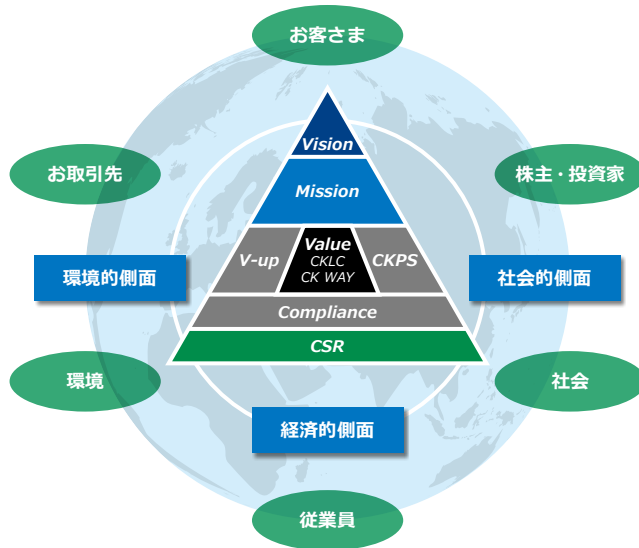 お客さま
Vision
お取引先
株主・投資家
Mission
Value
V-up
CKLC
CKPS
CK WAY
環境的側面
社会的側面
Compliance
CSR
環境
社会
経済的側面
従業員